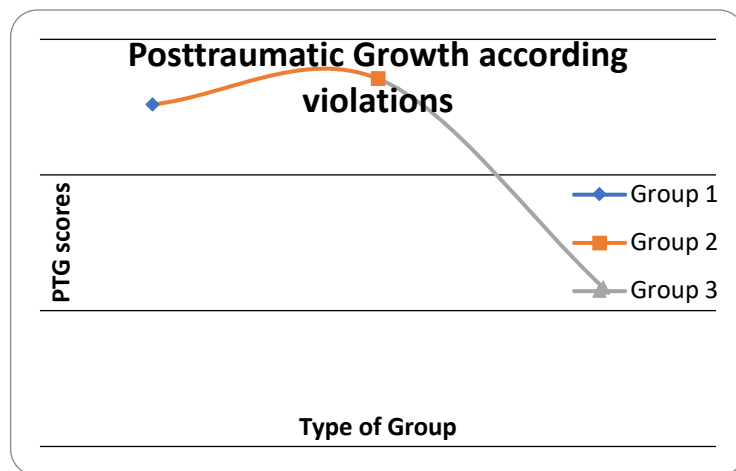 Posttraumatic Growth according
violations
PTG scores
Group 1
Group 2
Group 3
Type of Group